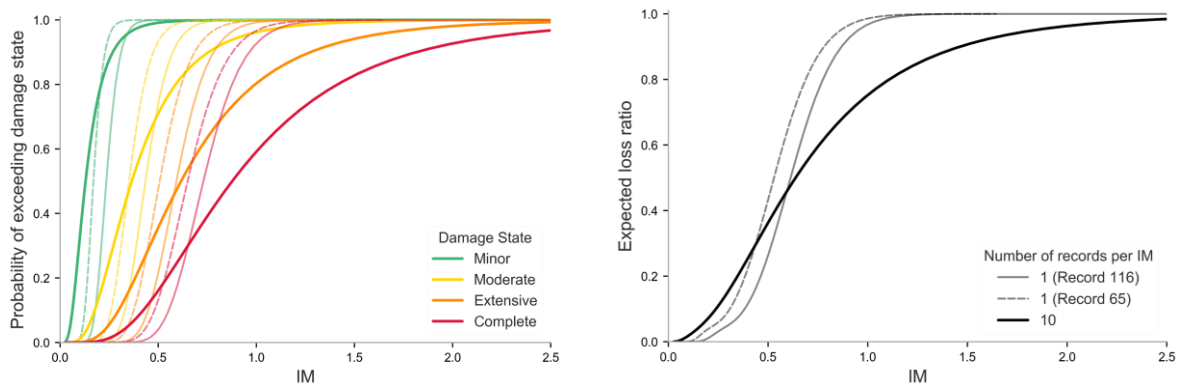 Probability of exceeding damage state
1.0
0.8
0.6
0.4
0.2
0.0
0.0 0.5 1.0 1.5 2.0 2.5
IM
Damage State
Minor
Moderate
Extensive
Complete
Expected loss ratio
1.0
0.8
0.6
0.4
0.2
0.0
0.0 0.5 1.0 1.5 2.0 2.5
IM
Number of records per IM
1 (Record 116)
1 (Record 65)
10